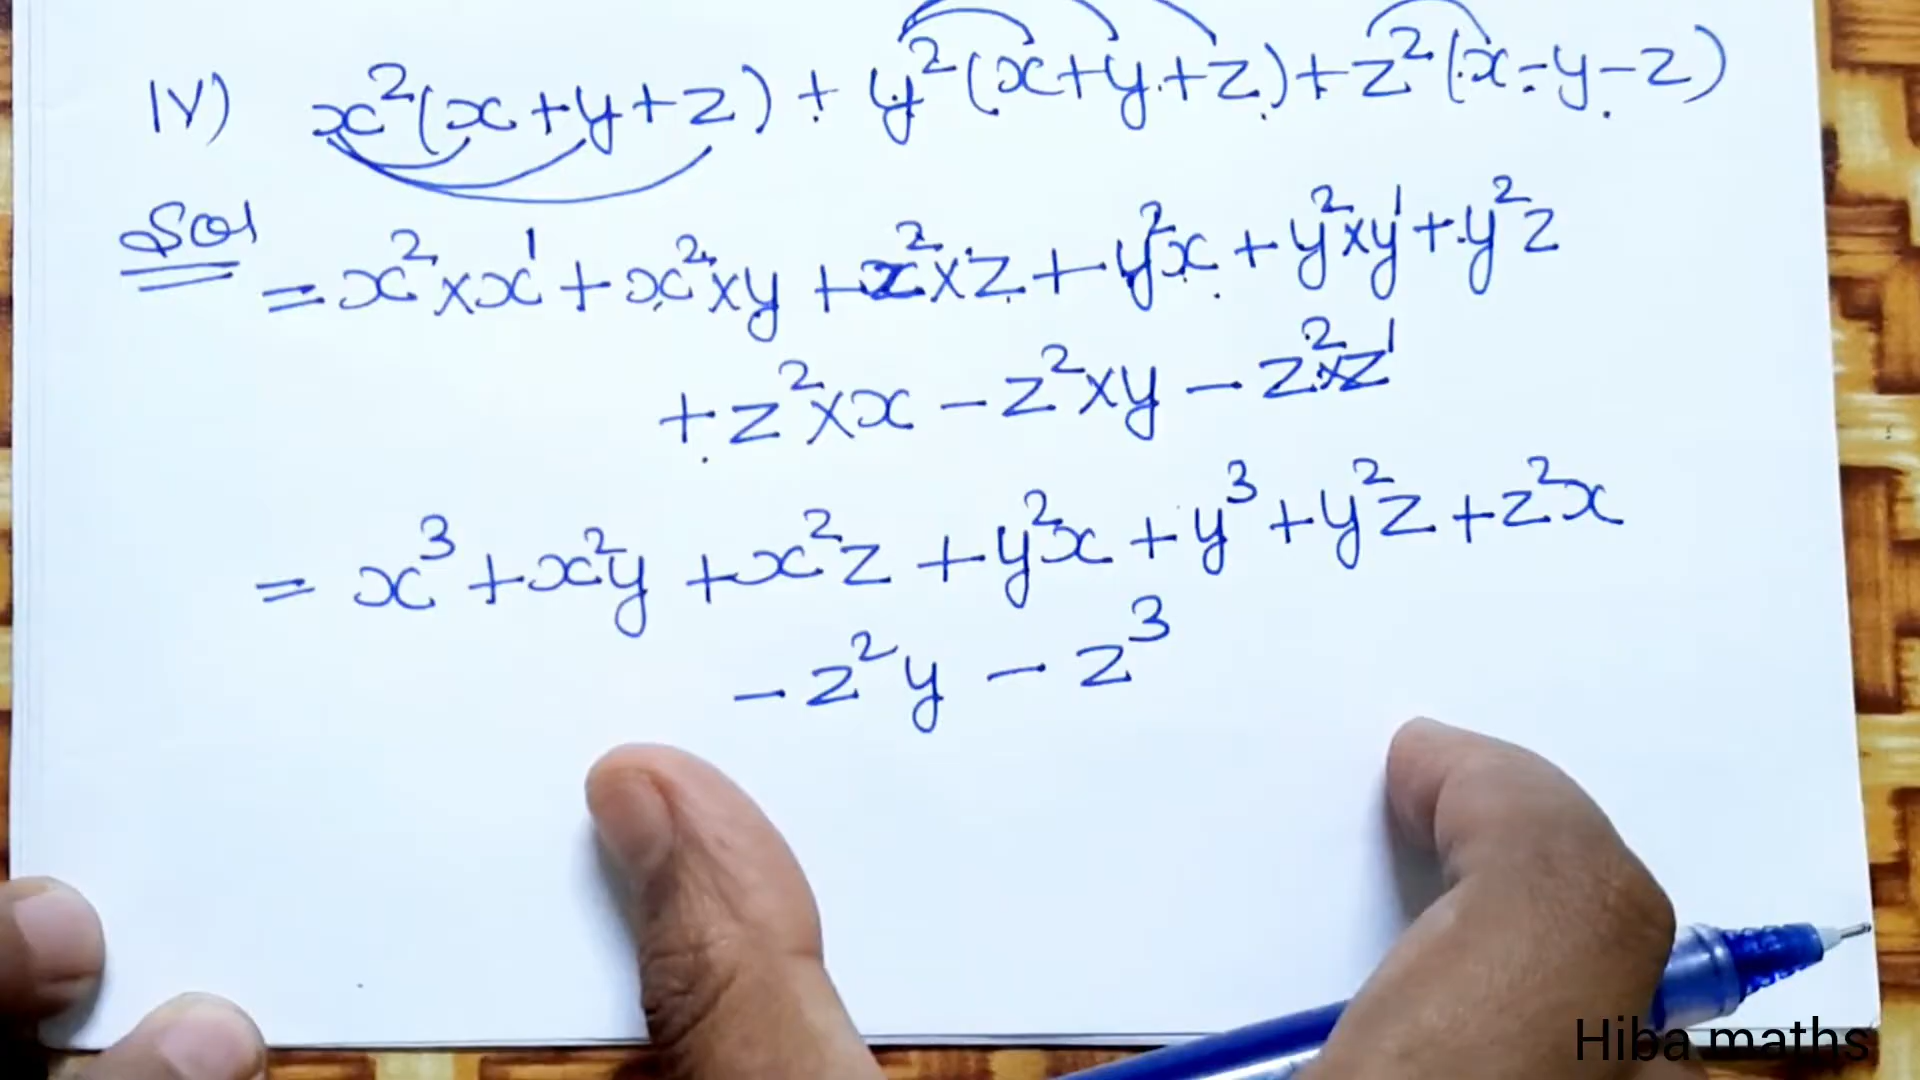 IV) x²(x+y+z) + y²(x+y+z)+z²(x-y-z)
Sol
= x²×x¹ + x²×y + x²×z + y²x + y²×y¹ + y²z
+ z²×x - z²×y - z²×z¹
= x³ + x²y + x²z + y²x + y³ + y²z + z²x
- z²y - z³
Hiba maths